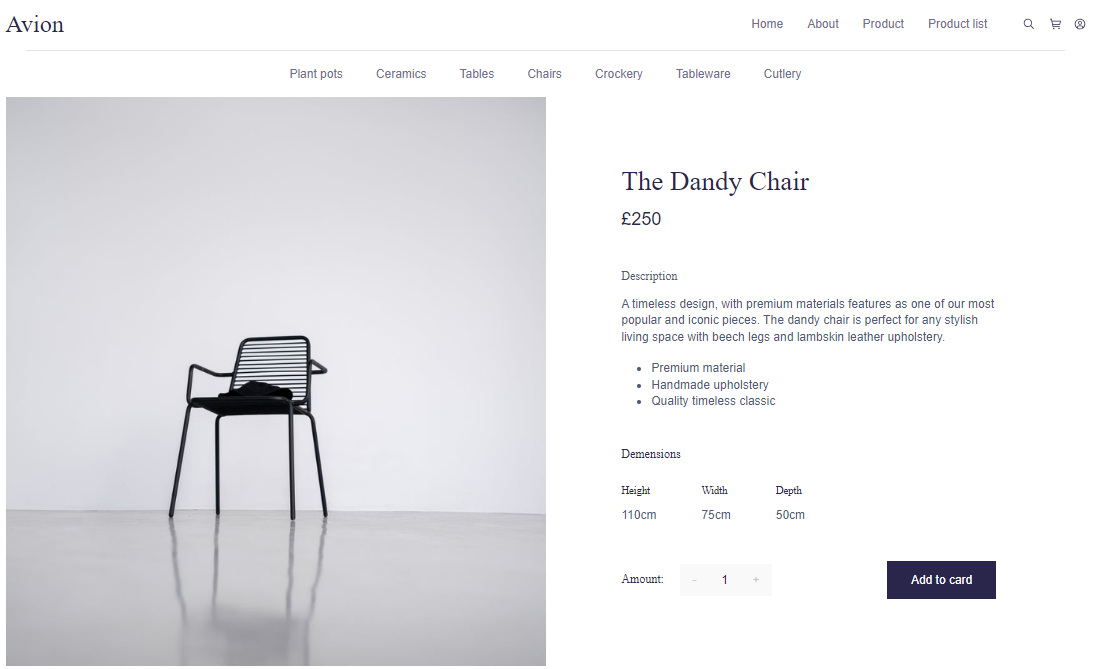 Avion
Home About Product Product list
Plant pots Ceramics Tables Chairs Crockery Tableware Cutlery
The Dandy Chair
£250
Description
A timeless design, with premium materials features as one of our most
popular and iconic pieces. The dandy chair is perfect for any stylish
living space with beech legs and lambskin leather upholstery.
• Premium material
• Handmade upholstery
• Quality timeless classic
Demensions
Height Width Depth
110cm 75cm 50cm
Amount: - 1 + Add to card